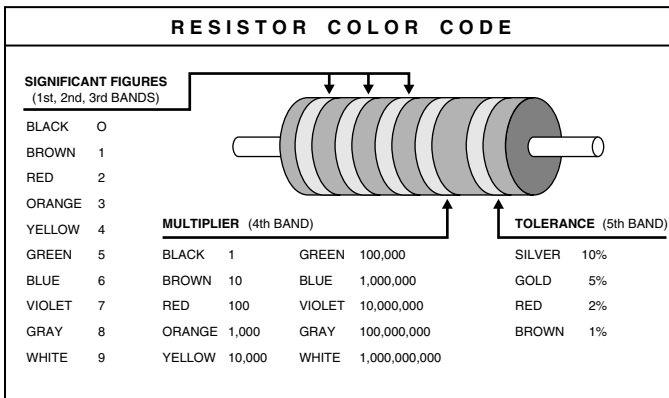 RESISTOR COLOR CODE
SIGNIFICANT FIGURES
(1st, 2nd, 3rd BANDS)
BLACK O
BROWN 1
RED 2
ORANGE 3
YELLOW 4
GREEN 5
BLUE 6
VIOLET 7
GRAY 8
WHITE 9
MULTIPLIER (4th BAND)
BLACK 1 GREEN 100,000
BROWN 10 BLUE 1,000,000
RED 100 VIOLET 10,000,000
ORANGE 1,000 GRAY 100,000,000
YELLOW 10,000 WHITE 1,000,000,000
TOLERANCE (5th BAND)
SILVER 10%
GOLD 5%
RED 2%
BROWN 1%